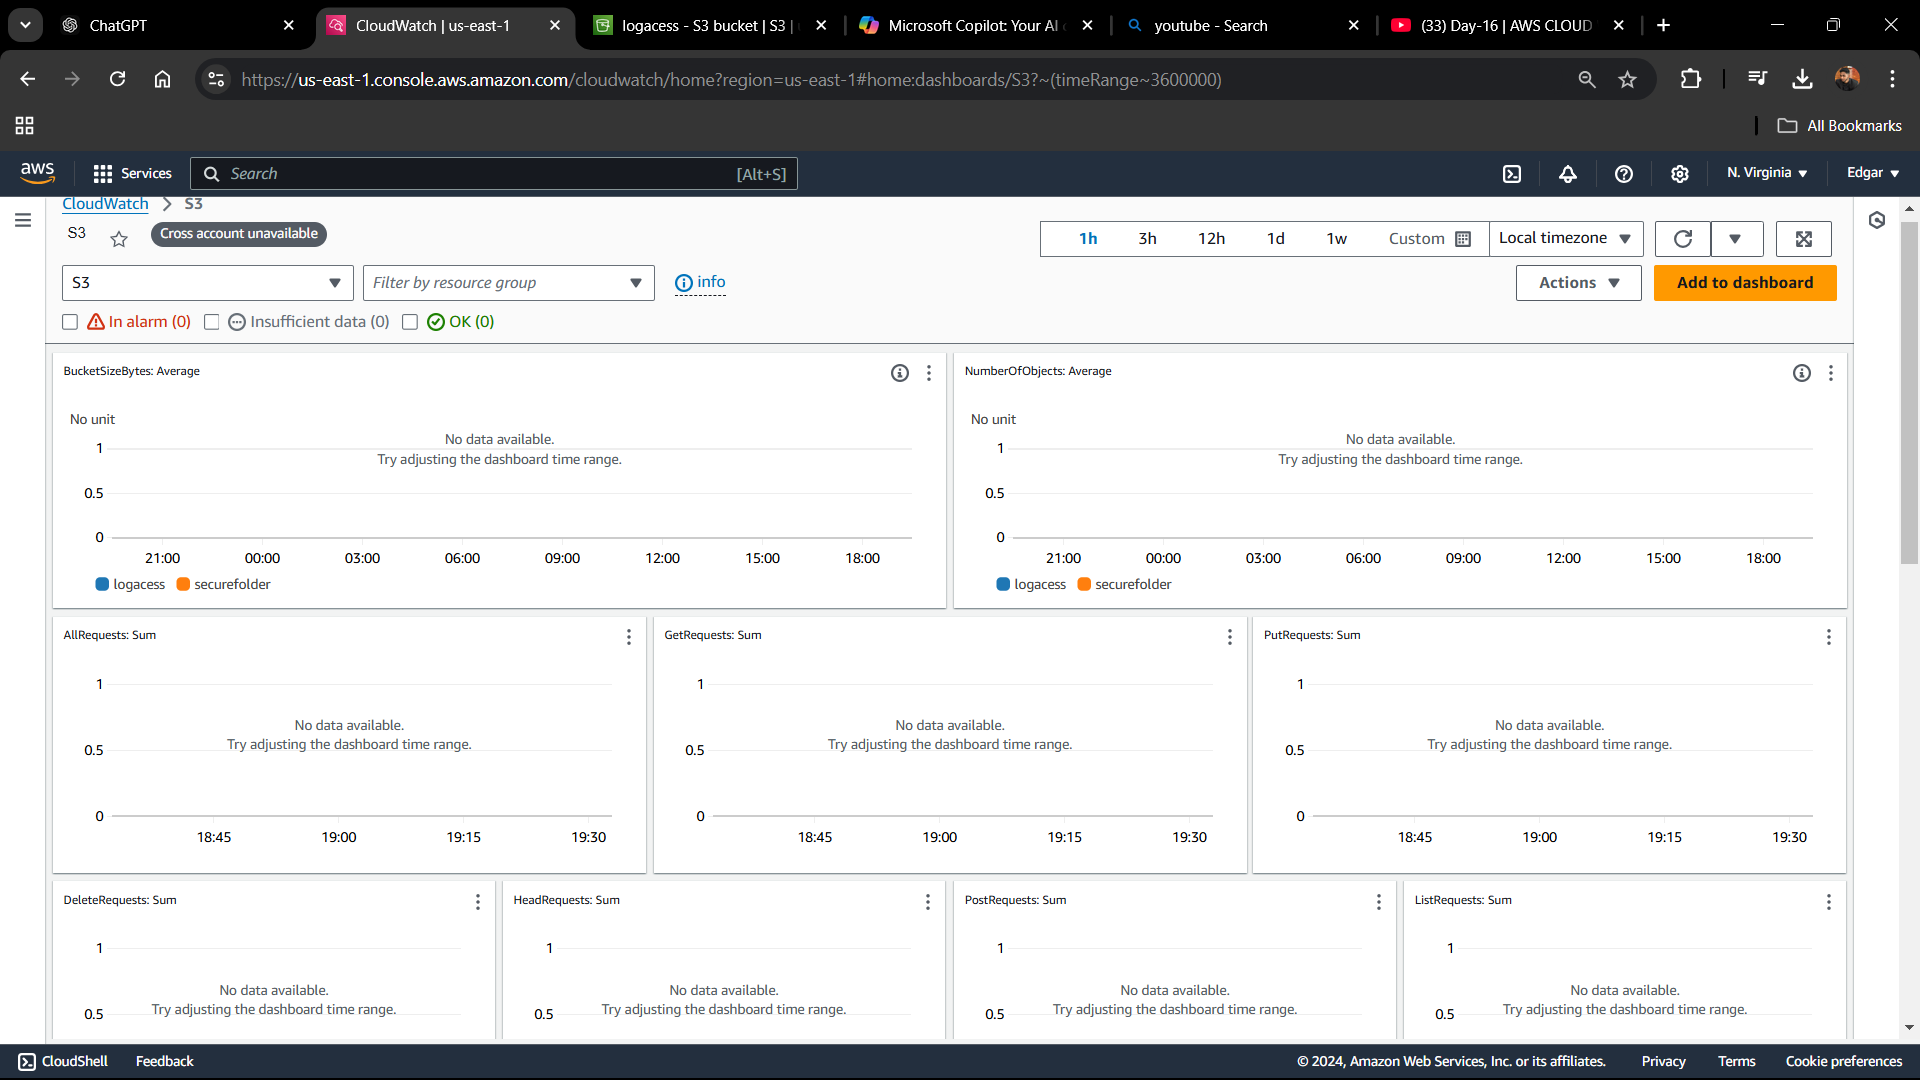 ChatGPT
CloudWatch | us-east-1
logacess - S3 bucket | S3 |
Microsoft Copilot: Your AI
youtube - Search
(33) Day-16 | AWS CLOUD
https://us-east-1.console.aws.amazon.com/cloudwatch/home?region=us-east-1#home:dashboards/S3?~(timeRange~3600000)
All Bookmarks
aws
Services
Search
[Alt+S]
N. Virginia
Edgar
CloudWatch
S3
S3
Cross account unavailable
1h
3h
12h
1d
1w
Custom
Local timezone
S3
Filter by resource group
info
Actions
Add to dashboard
In alarm (0)
Insufficient data (0)
OK (0)
BucketSizeBytes: Average
No unit
No data available.
Try adjusting the dashboard time range.
1
0.5
0
21:00 00:00 03:00 06:00 09:00 12:00 15:00 18:00
logacess securefolder
NumberOfObjects: Average
No unit
No data available.
Try adjusting the dashboard time range.
1
0.5
0
21:00 00:00 03:00 06:00 09:00 12:00 15:00 18:00
logacess securefolder
AllRequests: Sum
1
No data available.
Try adjusting the dashboard time range.
0.5
0
18:45 19:00 19:15 19:30
GetRequests: Sum
1
No data available.
Try adjusting the dashboard time range.
0.5
0
18:45 19:00 19:15 19:30
PutRequests: Sum
1
No data available.
Try adjusting the dashboard time range.
0.5
0
18:45 19:00 19:15 19:30
DeleteRequests: Sum
1
No data available.
Try adjusting the dashboard time range.
0.5
HeadRequests: Sum
1
No data available.
Try adjusting the dashboard time range.
0.5
PostRequests: Sum
1
No data available.
Try adjusting the dashboard time range.
0.5
ListRequests: Sum
1
No data available.
Try adjusting the dashboard time range.
0.5
CloudShell
Feedback
© 2024, Amazon Web Services, Inc. or its affiliates.
Privacy
Terms
Cookie preferences